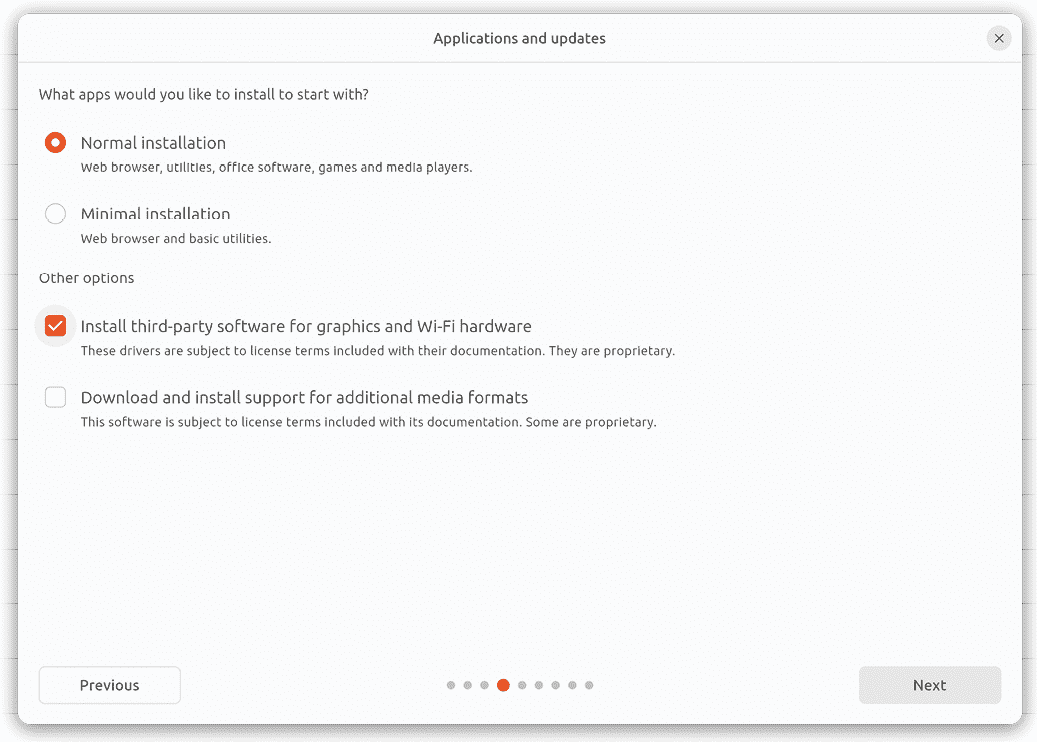 Applications and updates
What apps would you like to install to start with?
Normal installation
Web browser, utilities, office software, games and media players.
Minimal installation
Web browser and basic utilities.
Other options
Install third-party software for graphics and Wi-Fi hardware
These drivers are subject to license terms included with their documentation. They are proprietary.
Download and install support for additional media formats
This software is subject to license terms included with its documentation. Some are proprietary.
Previous
Next